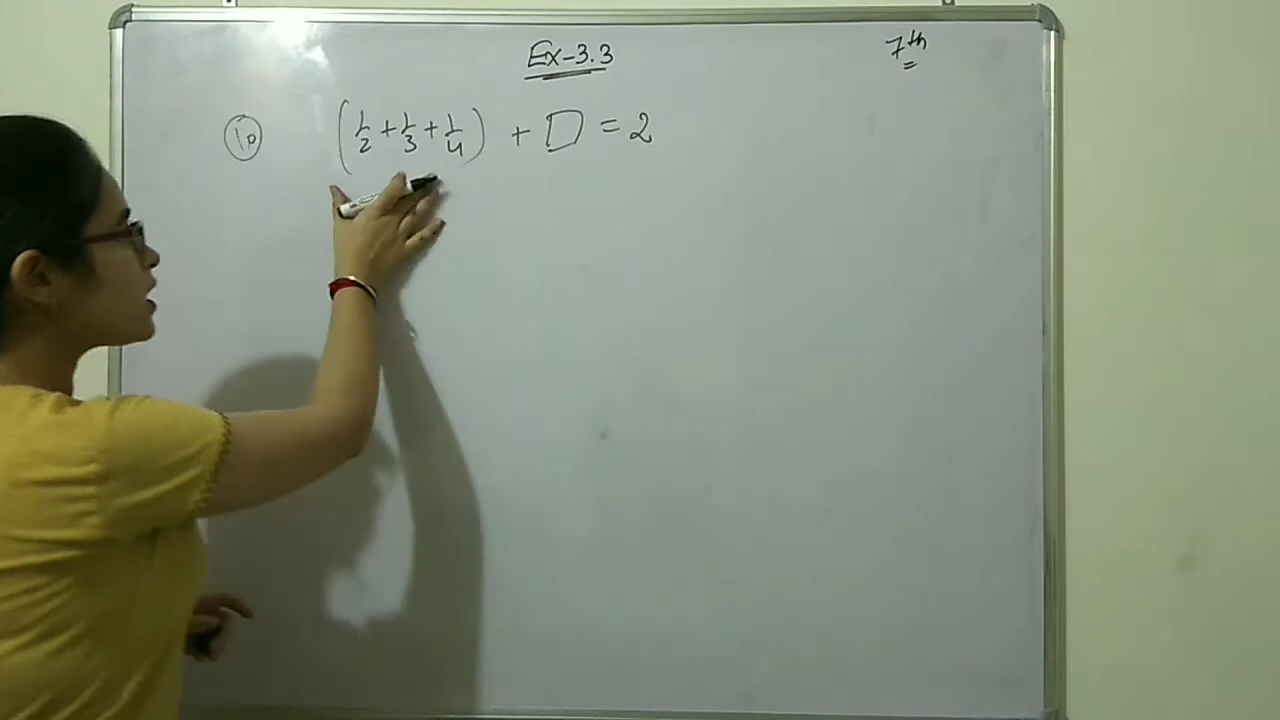 Ex-3.3
7th
10 (1/2 + 1/3 + 1/4) + □ = 2